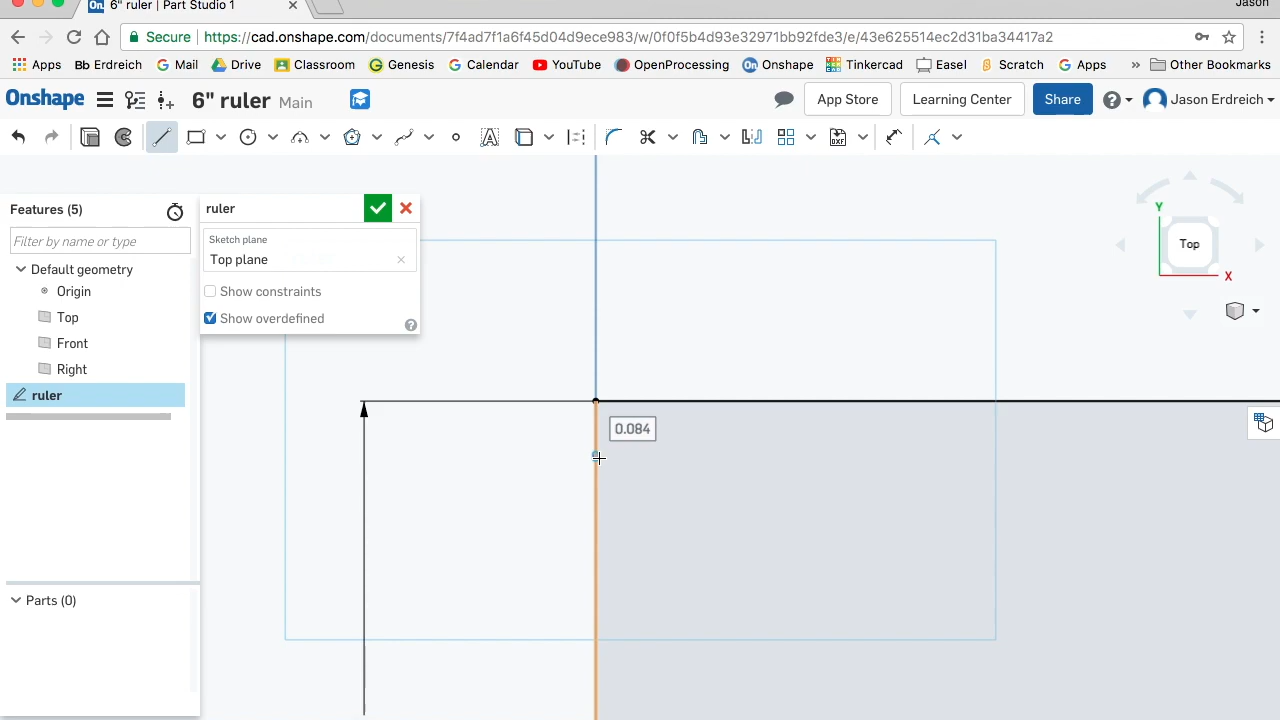 6" ruler | Part Studio 1
Jason
Secure https://cad.onshape.com/documents/7f4ad7f1a6f45d04d9ece983/w/0f0f5b4d93e32971bb92fde3/e/43e625514ec2d31ba34417a2
Apps Bb Erdreich G Mail Drive Classroom Genesis G Calendar YouTube OpenProcessing On Onshape Tinkercad Easel Scratch G Apps » Other Bookmarks
Onshape 6" ruler Main App Store Learning Center Share Jason Erdreich
Features (5)
ruler
Filter by name or type
Sketch plane
Top plane
Show constraints
Show overdefined
Default geometry
Origin
Top
Front
Right
ruler
Parts (0)
0.084
Y
Top
X